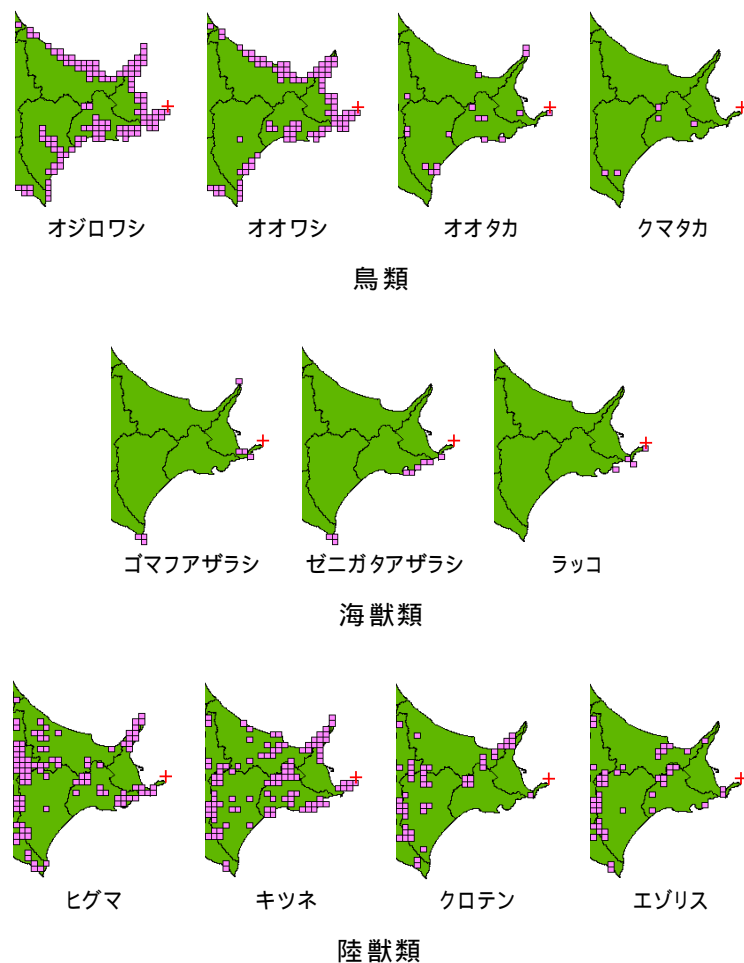 オジロワシ オオワシ オオタカ クマタカ
鳥類
ゴマフアザラシ ゼニガタアザラシ ラッコ
海獣類
ヒグマ キツネ クロテン エゾリス
陸獣類